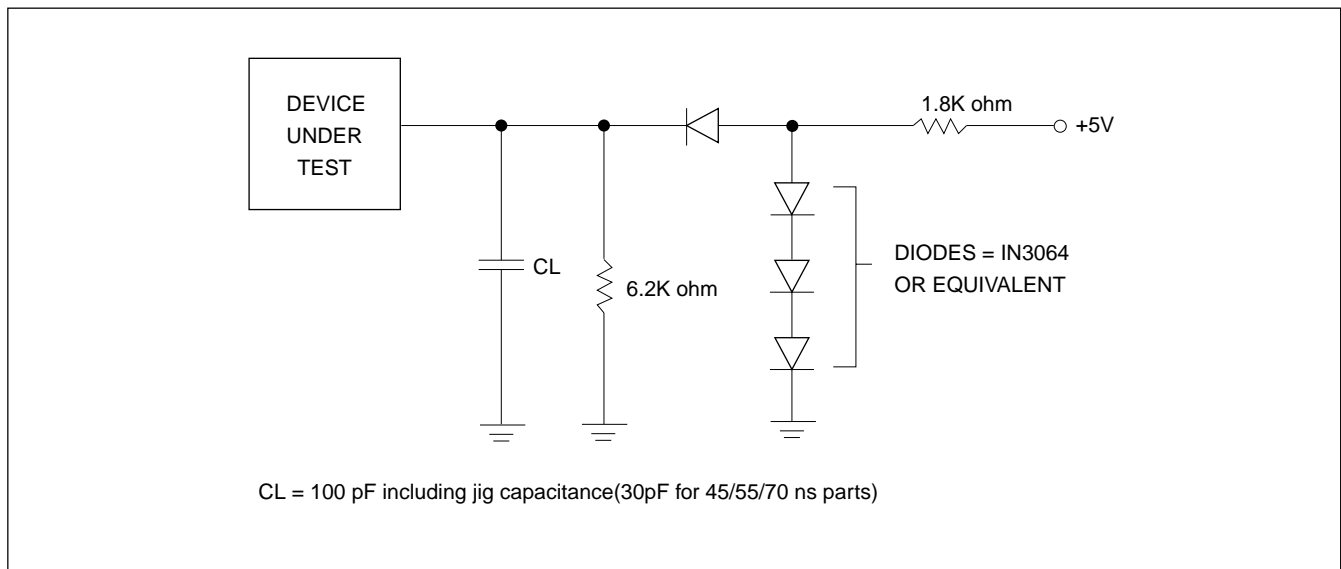 DEVICE
UNDER
TEST
1.8K ohm
+5V
CL
6.2K ohm
DIODES = IN3064
OR EQUIVALENT
CL = 100 pF including jig capacitance(30pF for 45/55/70 ns parts)